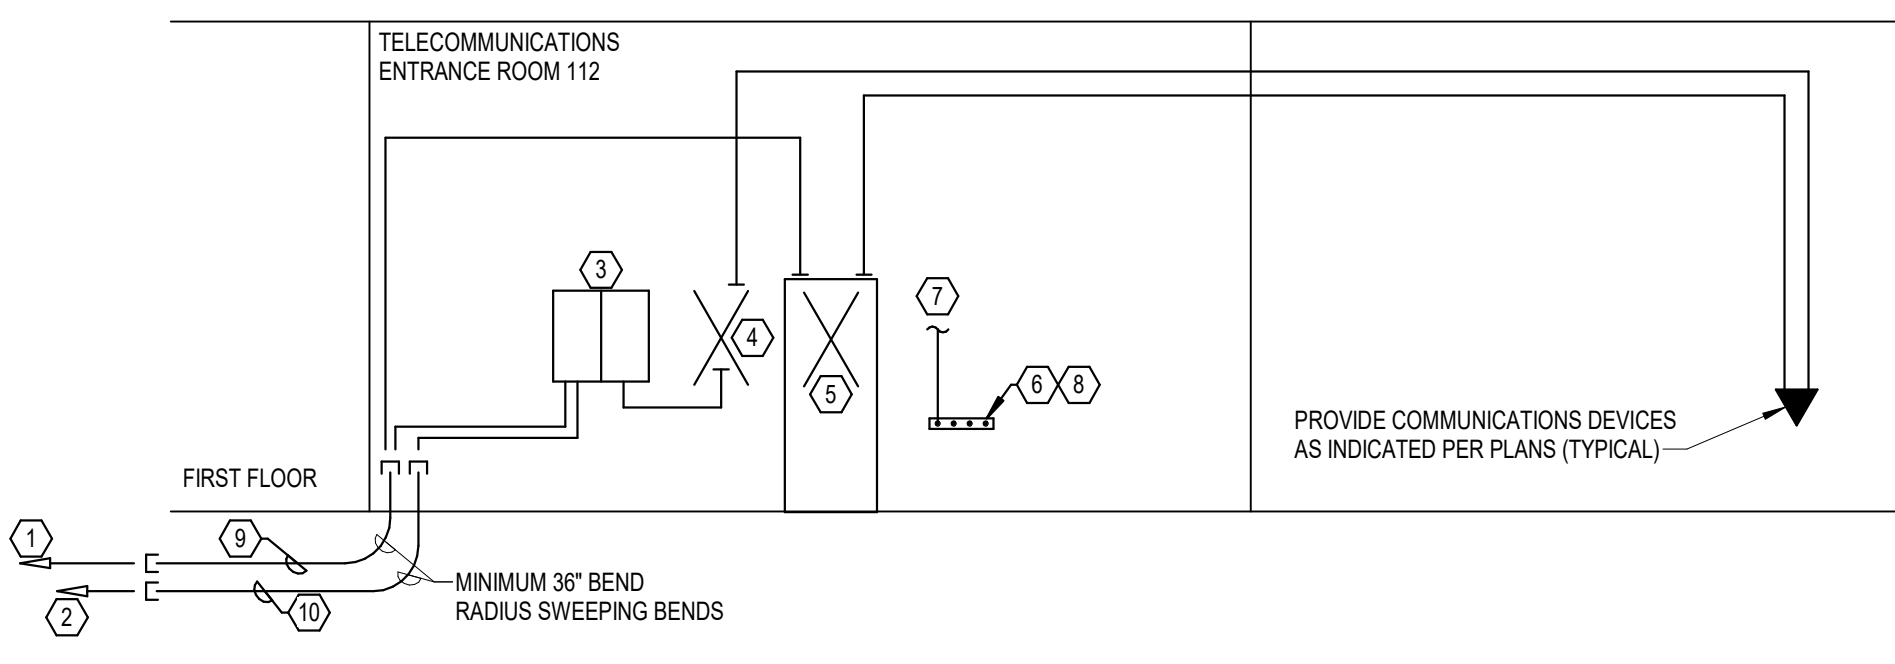 TELECOMMUNICATIONS
ENTRANCE ROOM 112
3
7
4
5
6
8
PROVIDE COMMUNICATIONS DEVICES
AS INDICATED PER PLANS (TYPICAL)
FIRST FLOOR
1
9
2
10
MINIMUM 36" BEND
RADIUS SWEEPING BENDS